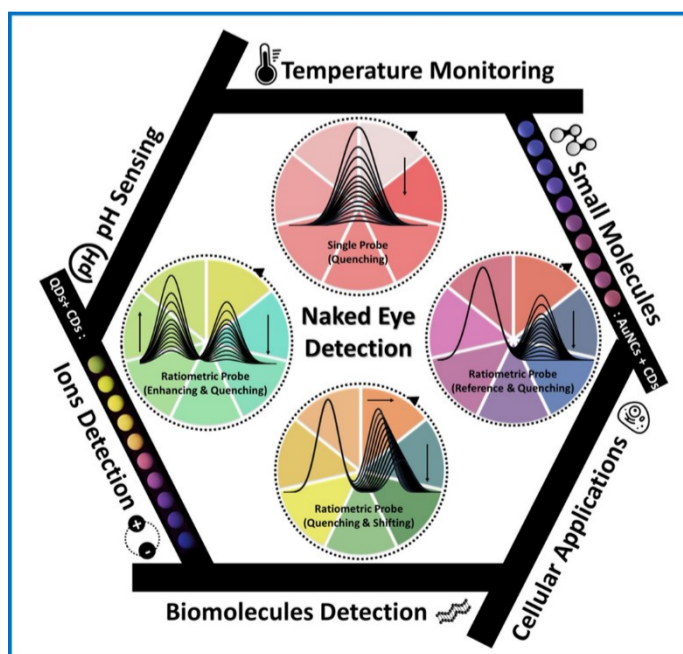 Temperature Monitoring
pH Sensing
(pH)
Small Molecules
: AuNCs + CDs
Single Probe
(Quenching)
QDs+ CDs :
Ratiometric Probe
(Enhancing & Quenching)
Naked Eye
Detection
Ratiometric Probe
(Reference & Quenching)
Ions Detection
+
-
Ratiometric Probe
(Quenching & Shifting)
Cellular Applications
Biomolecules Detection